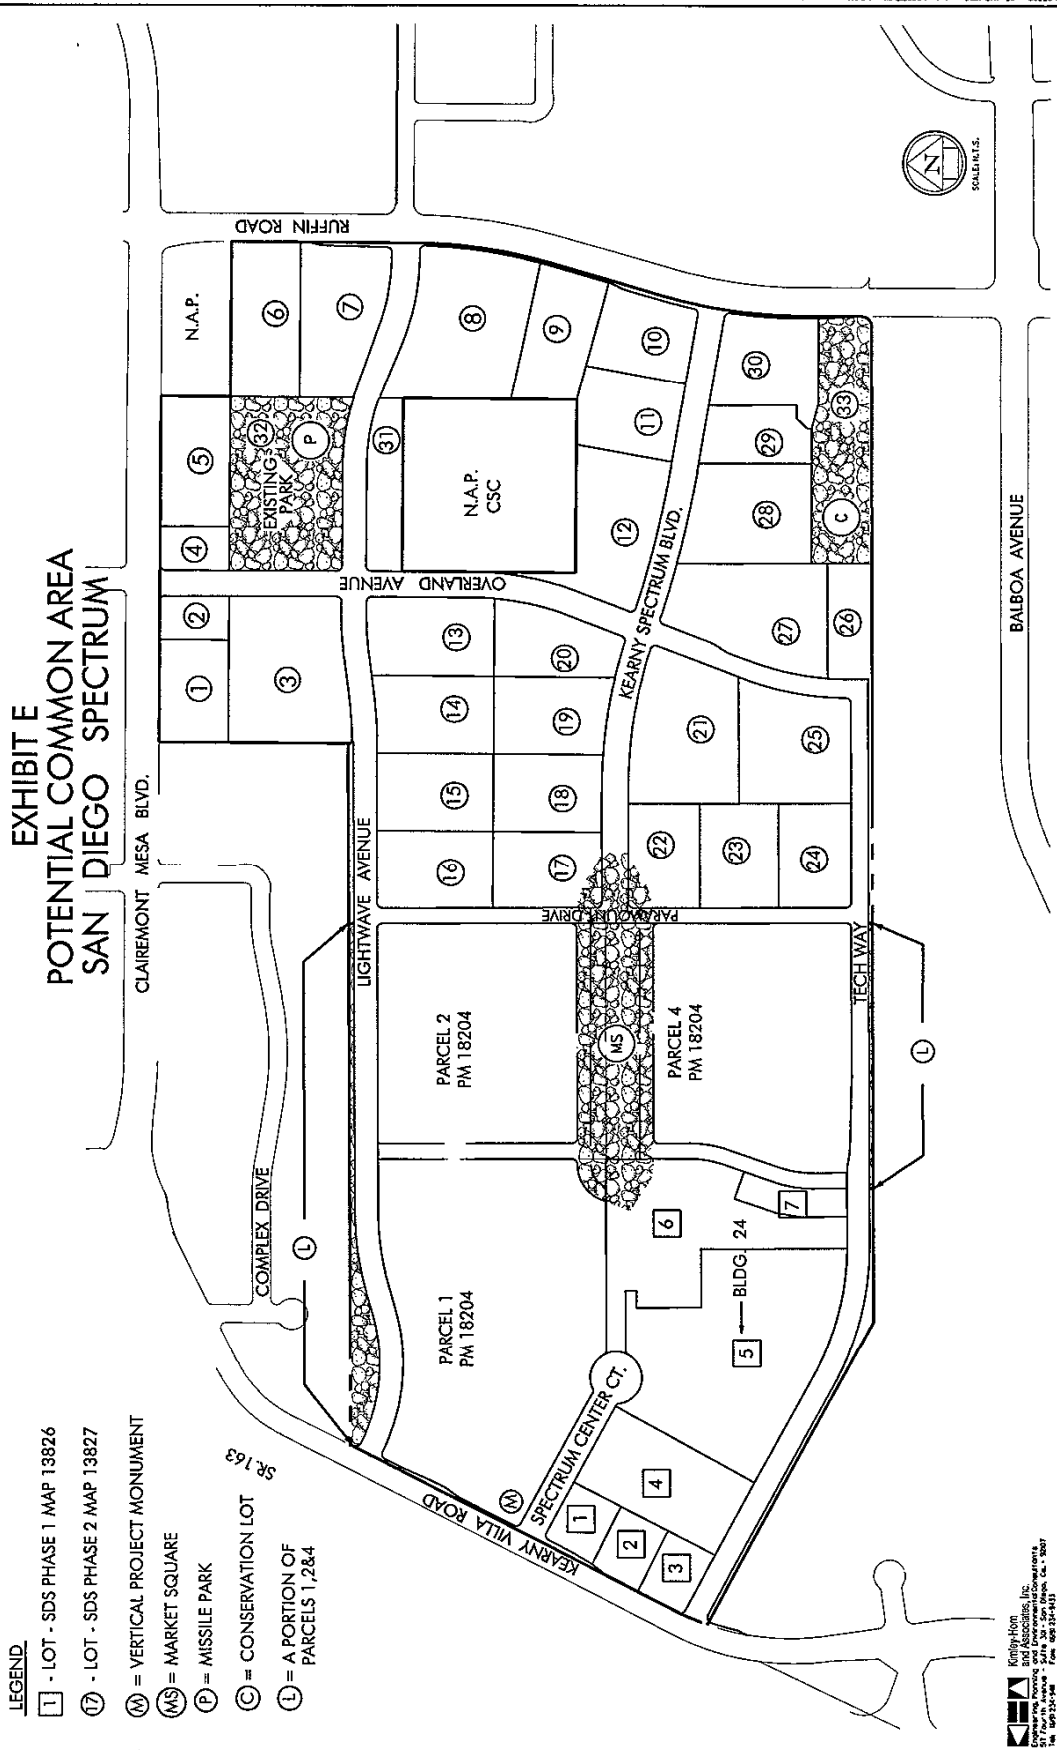 EXHIBIT E
POTENTIAL COMMON AREA
SAN DIEGO SPECTRUM
LEGEND
1 - LOT - SDS PHASE 1 MAP 13826
17 - LOT - SDS PHASE 2 MAP 13827
M = VERTICAL PROJECT MONUMENT
MS = MARKET SQUARE
P = MISSILE PARK
C = CONSERVATION LOT
L = A PORTION OF
PARCELS 1,2&4
CLAIREMONT MESA BLVD.
COMPLEX DRIVE
SR. 163
KEARNY VILLA ROAD
LIGHTWAVE AVENUE
OVERLAND AVENUE
RUFFIN ROAD
KEARNY SPECTRUM BLVD.
PARAMOUNT DRIVE
TECH WAY
SPECTRUM CENTER CT.
BALBOA AVENUE
N.A.P.
1
2
3
4
5
6
7
EXISTING
PARK
32
P
31
N.A.P.
CSC
8
9
10
11
12
13
14
15
16
17
18
19
20
21
22
23
24
25
26
27
28
29
30
33
C
L
L
M
MS
PARCEL 1
PM 18204
PARCEL 2
PM 18204
PARCEL 4
PM 18204
1
2
3
4
5
BLDG. 24
6
7
N
SCALE: N.T.S.
Kimley-Horn
and Associates, Inc.